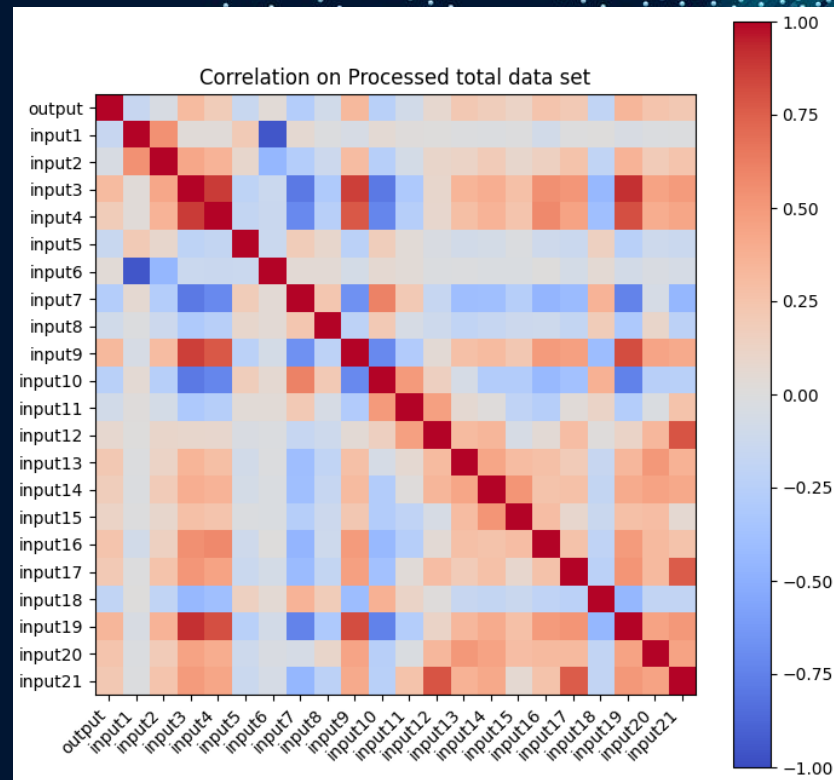 Correlation on Processed total data set
output
input1
input2
input3
input4
input5
input6
input7
input8
input9
input10
input11
input12
input13
input14
input15
input16
input17
input18
input19
input20
input21
output input1 input2 input3 input4 input5 input6 input7 input8 input9 input10 input11 input12 input13 input14 input15 input16 input17 input18 input19 input20 input21
1.00
0.75
0.50
0.25
0.00
−0.25
−0.50
−0.75
−1.00